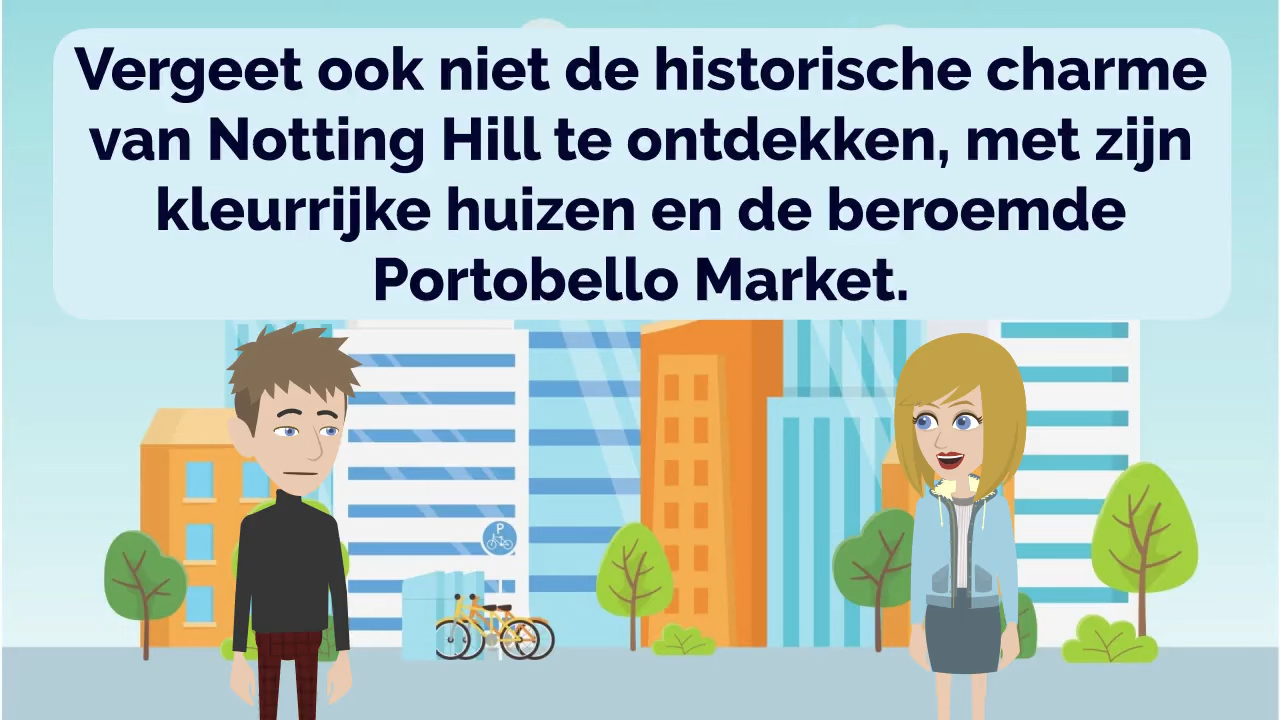 Vergeet ook niet de historische charme
van Notting Hill te ontdekken, met zijn
kleurrijke huizen en de beroemde
Portobello Market.
P